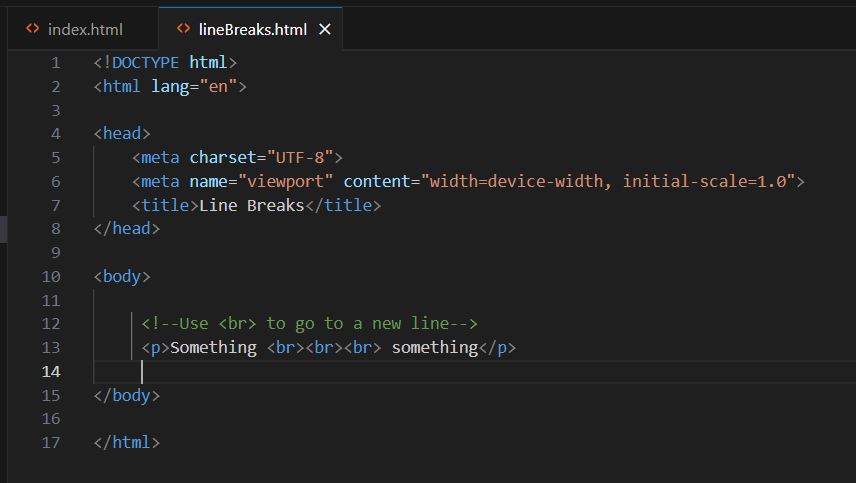 index.html
lineBreaks.html
1 <!DOCTYPE html>
2 <html lang="en">
3
4 <head>
5     <meta charset="UTF-8">
6     <meta name="viewport" content="width=device-width, initial-scale=1.0">
7     <title>Line Breaks</title>
8 </head>
9
10 <body>
11
12     <!--Use <br> to go to a new line-->
13     <p>Something <br><br><br> something</p>
14
15 </body>
16
17 </html>